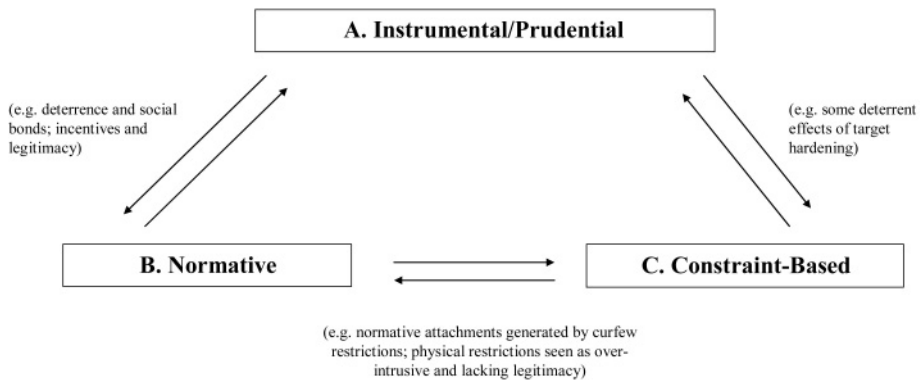 A. Instrumental/Prudential
(e.g. deterrence and social
bonds; incentives and
legitimacy)
(e.g. some deterrent
effects of target
hardening)
B. Normative
C. Constraint-Based
(e.g. normative attachments generated by curfew
restrictions; physical restrictions seen as over-
intrusive and lacking legitimacy)